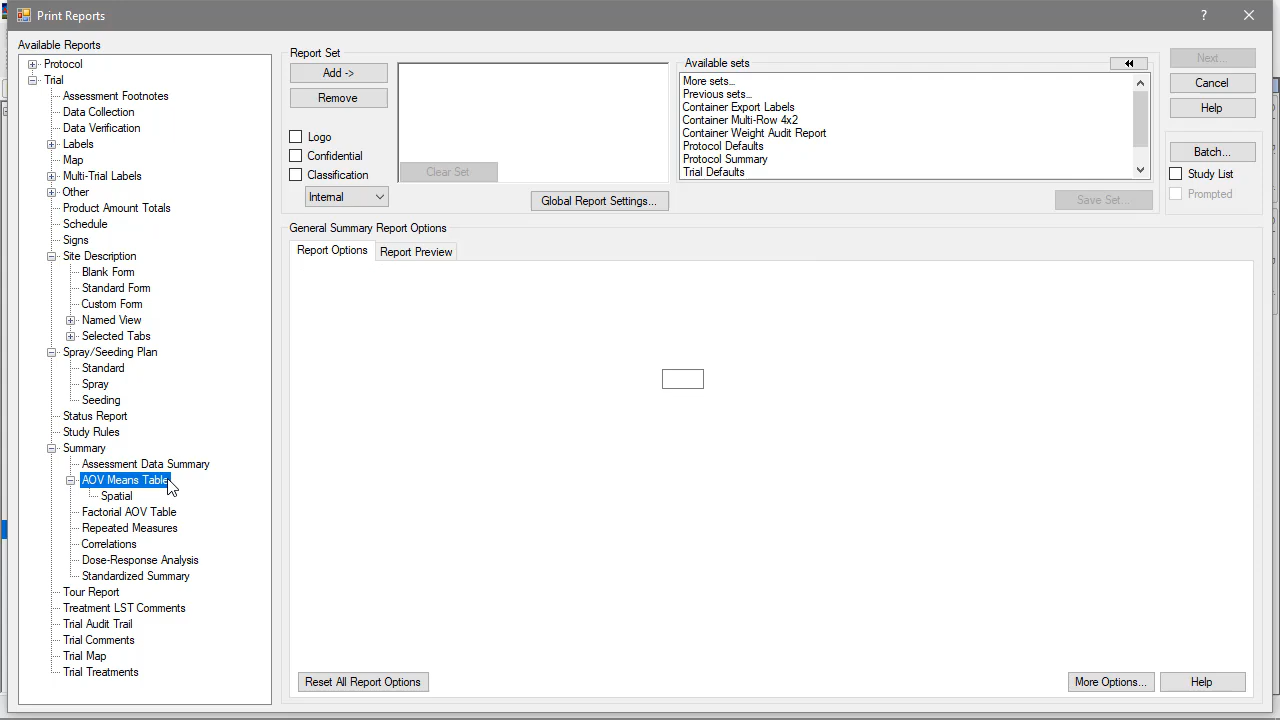 Print Reports
?
Available Reports
Protocol
Trial
Assessment Footnotes
Data Collection
Data Verification
Labels
Map
Multi-Trial Labels
Other
Product Amount Totals
Schedule
Signs
Site Description
Blank Form
Standard Form
Custom Form
Named View
Selected Tabs
Spray/Seeding Plan
Standard
Spray
Seeding
Status Report
Study Rules
Summary
Assessment Data Summary
AOV Means Table
Spatial
Factorial AOV Table
Repeated Measures
Correlations
Dose-Response Analysis
Standardized Summary
Tour Report
Treatment LST Comments
Trial Audit Trail
Trial Comments
Trial Map
Trial Treatments
Report Set
Add ->
Remove
Logo
Confidential
Classification
Internal
Clear Set
Global Report Settings...
Available sets
More sets...
Previous sets...
Container Export Labels
Container Multi-Row 4x2
Container Weight Audit Report
Protocol Defaults
Protocol Summary
Trial Defaults
Save Set...
Next...
Cancel
Help
Batch...
Study List
Prompted
General Summary Report Options
Report Options
Report Preview
Reset All Report Options
More Options...
Help